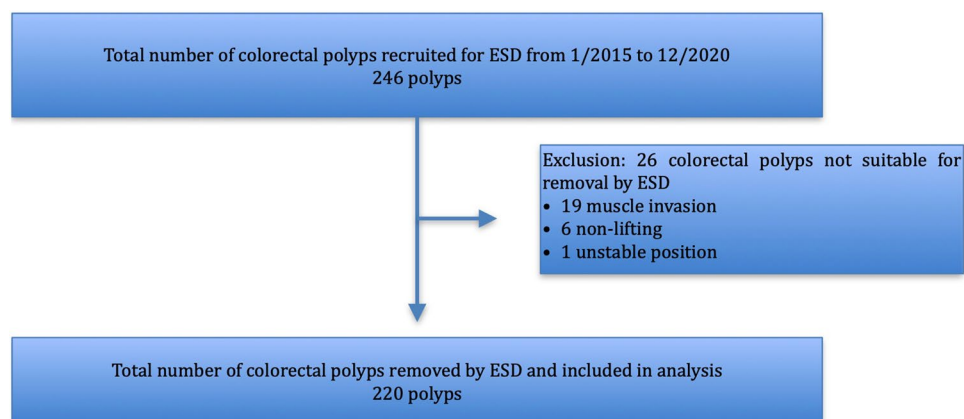 Total number of colorectal polyps recruited for ESD from 1/2015 to 12/2020
246 polyps
Exclusion: 26 colorectal polyps not suitable for
removal by ESD
• 19 muscle invasion
• 6 non-lifting
• 1 unstable position
Total number of colorectal polyps removed by ESD and included in analysis
220 polyps